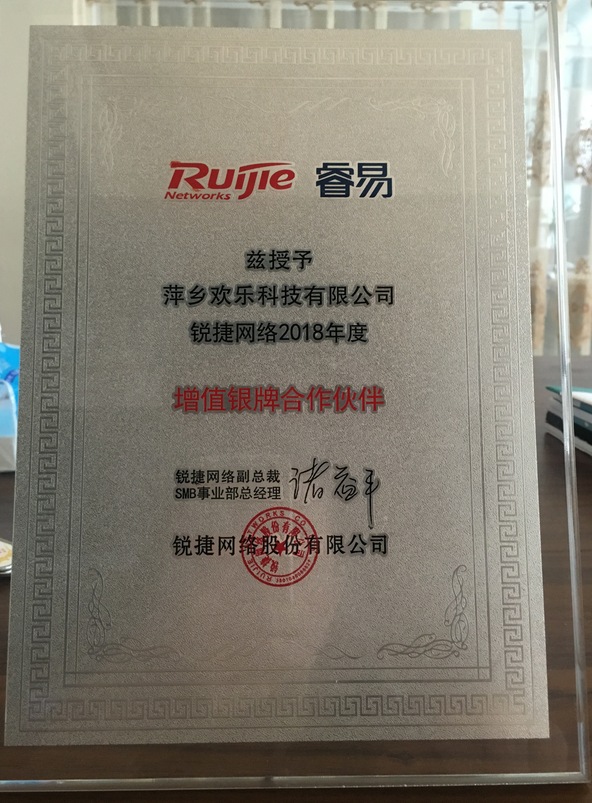 Ruijie 睿易
Networks
兹授予
萍乡欢乐科技有限公司
锐捷网络2018年度
增值银牌合作伙伴
锐捷网络副总裁
SMB事业部总经理
锐捷网络股份有限公司